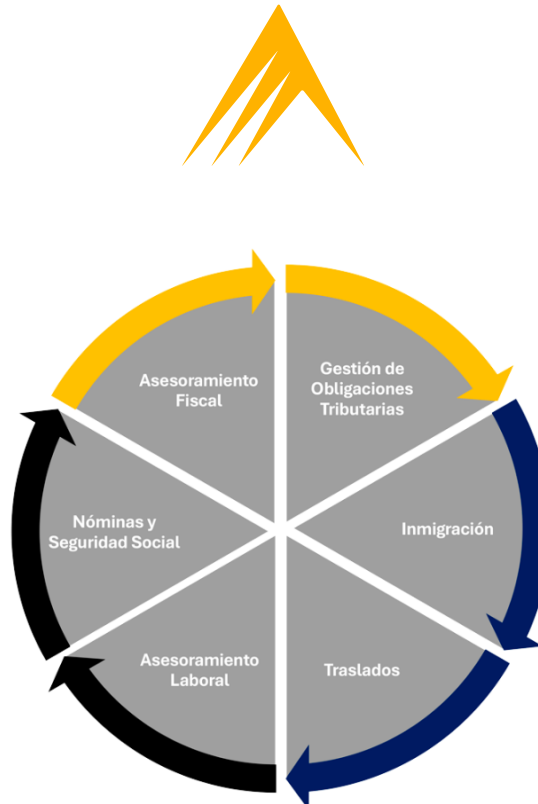 Asesoramiento
Fiscal
Gestión de
Obligaciones
Tributarias
Nóminas y
Seguridad Social
Inmigración
Asesoramiento
Laboral
Traslados